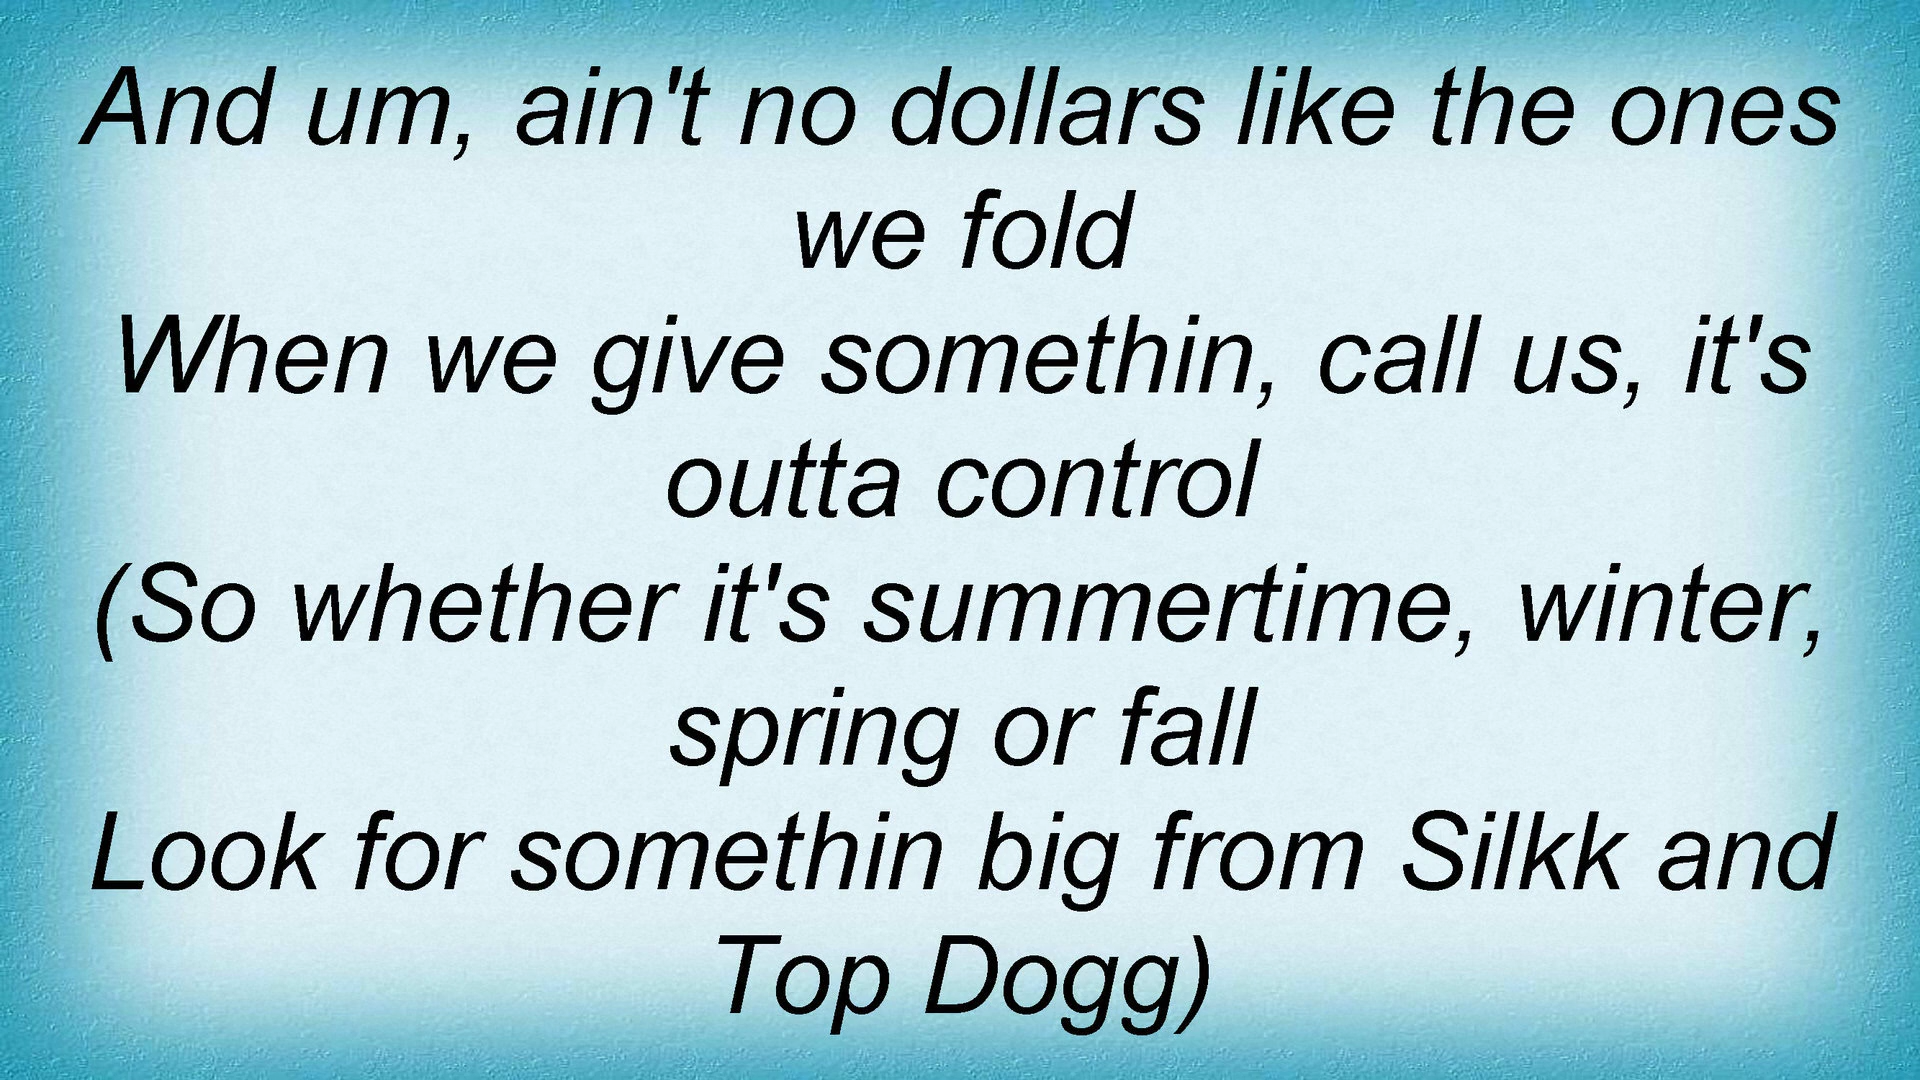 And um, ain't no dollars like the ones
we fold
When we give somethin, call us, it's
outta control
(So whether it's summertime, winter,
spring or fall
Look for somethin big from Silkk and
Top Dogg)